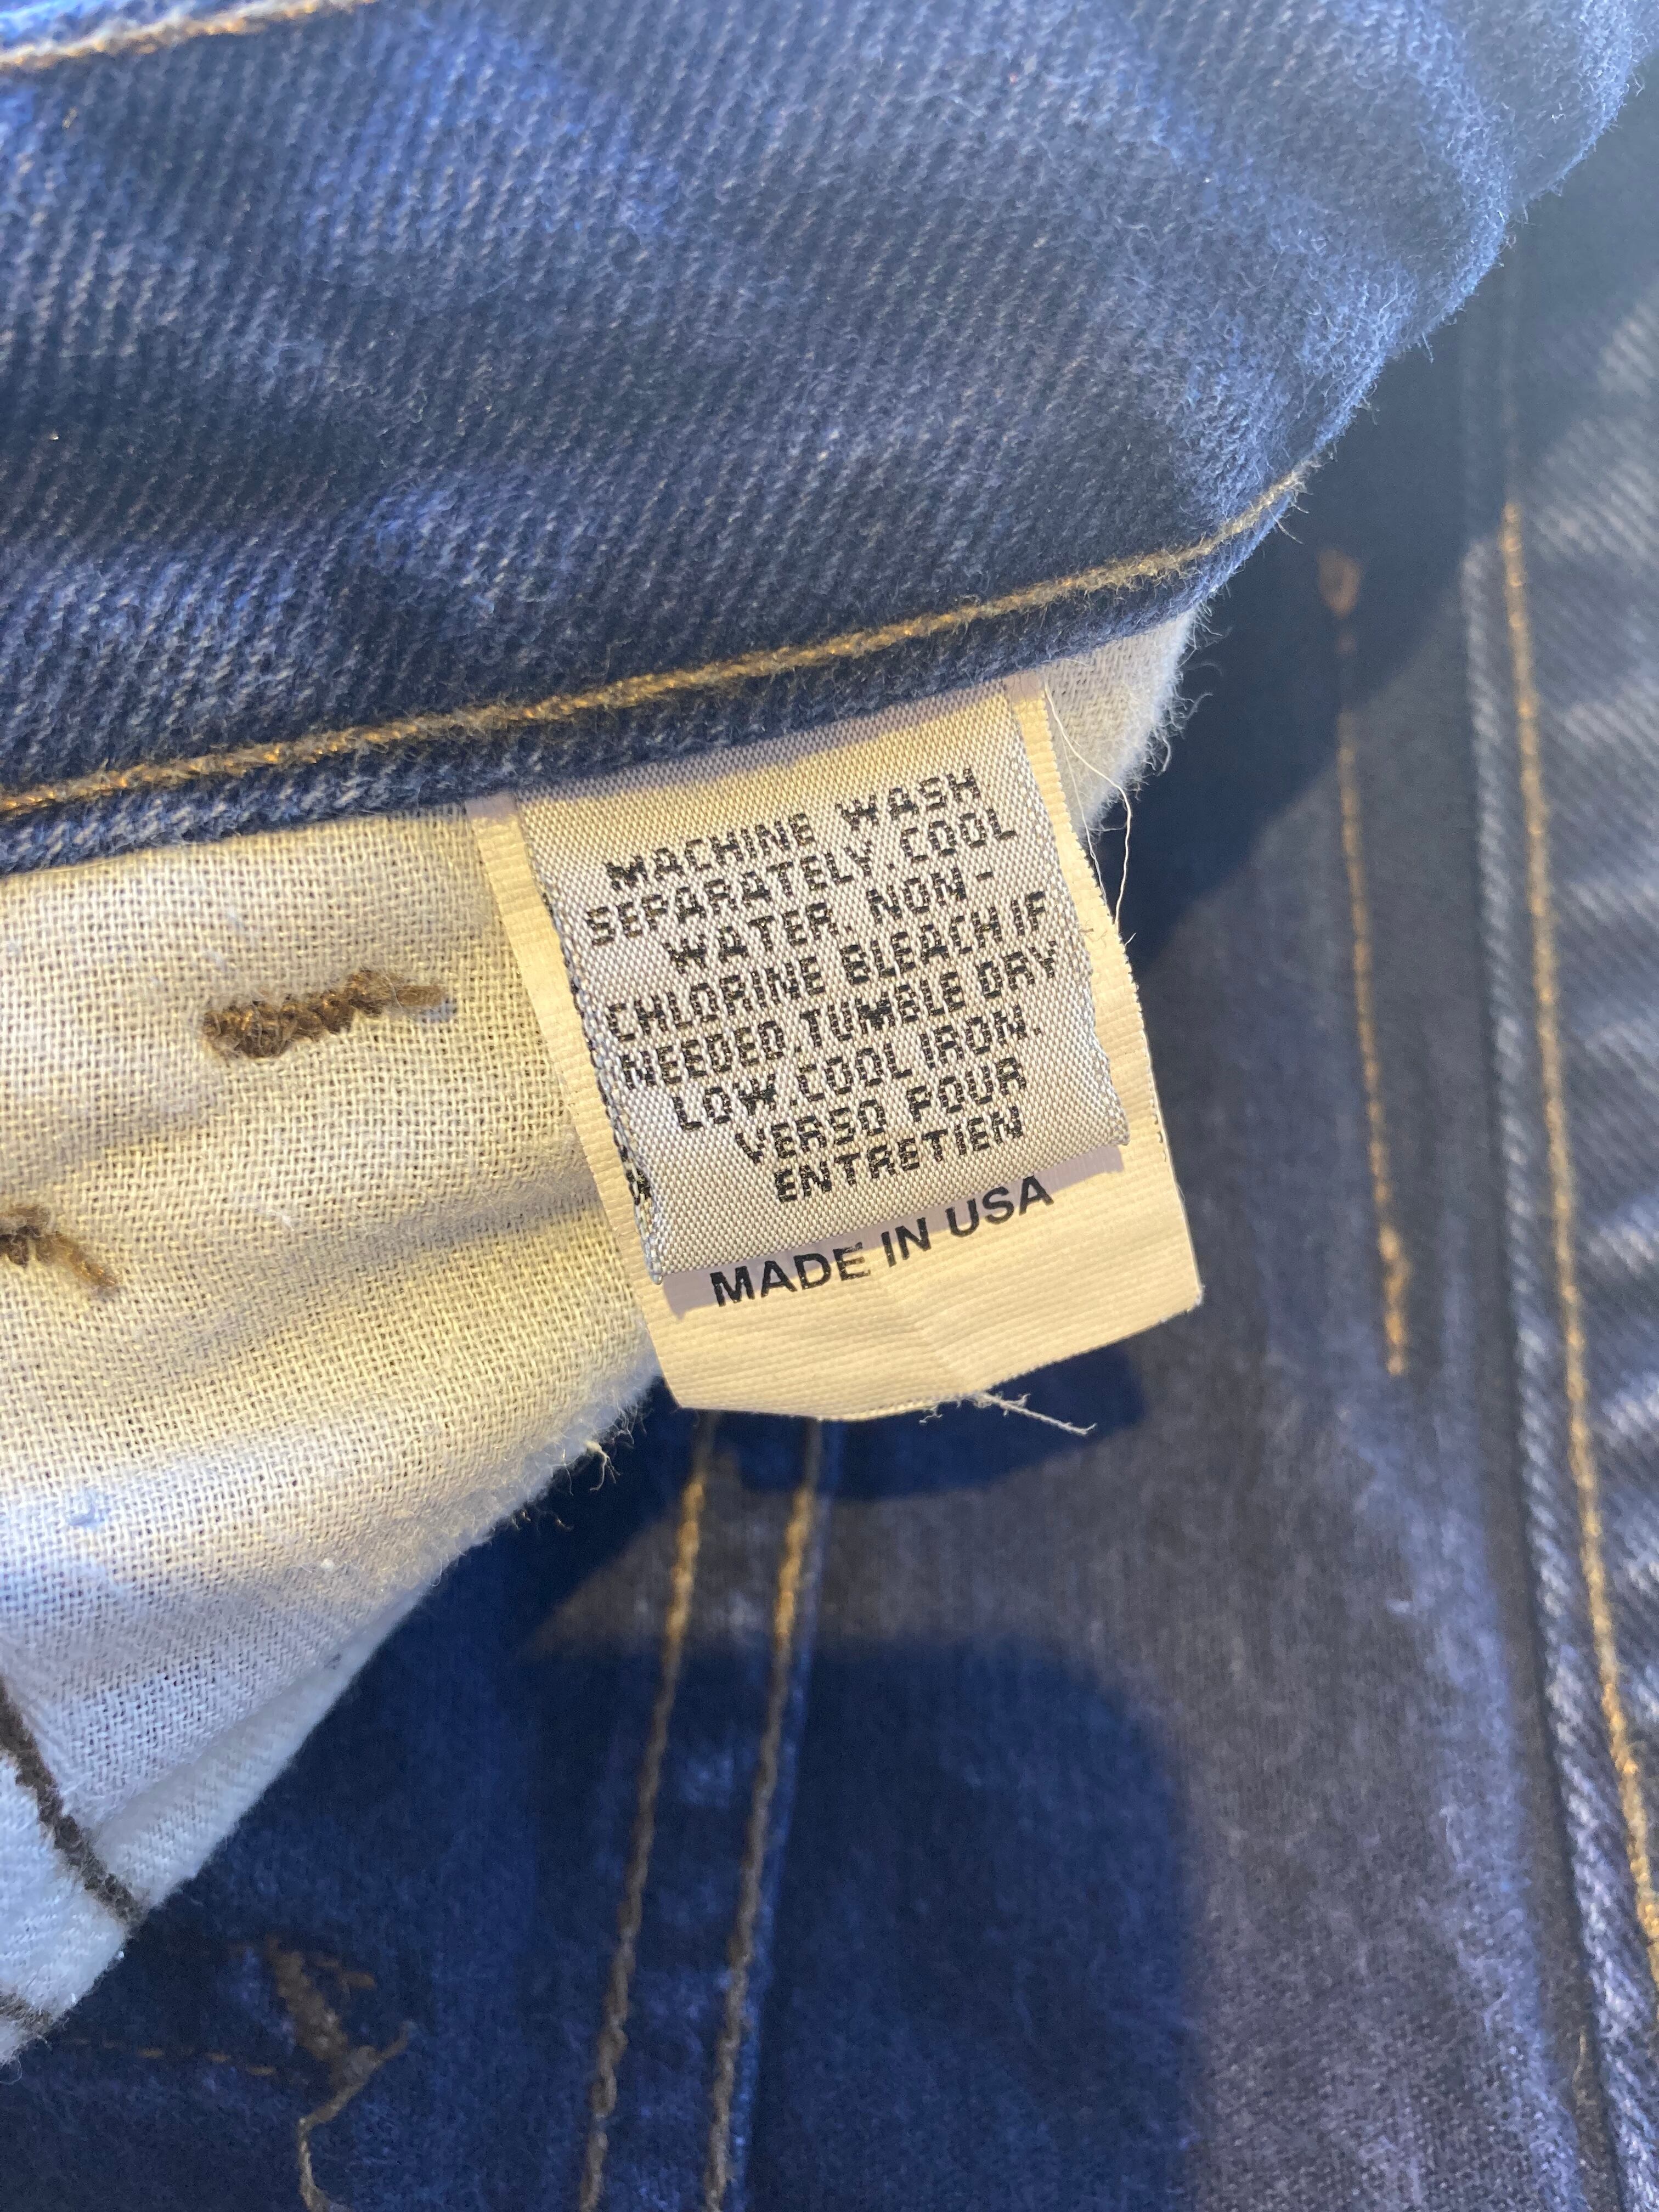 MACHINE WASH
SEPARATELY.COOL
WATER. NON-
CHLORINE BLEACH IF
NEEDED.TUMBLE DRY
LOW.COOL IRON.
VERSO POUR
ENTRETIEN
MADE IN USA